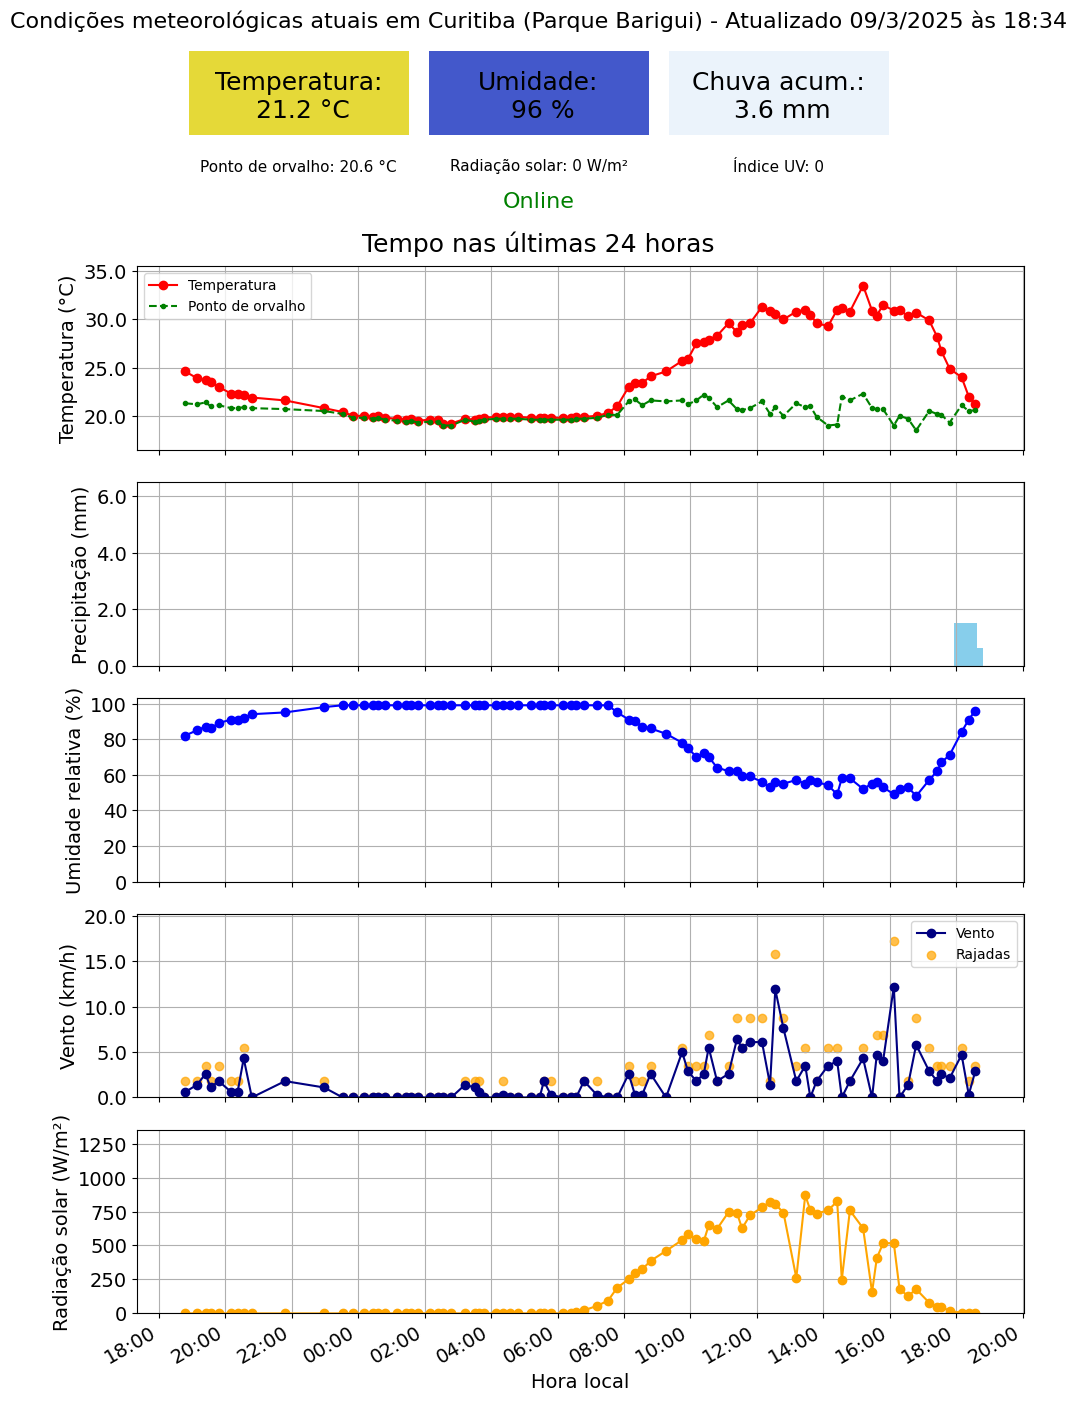 Condições meteorológicas atuais em Curitiba (Parque Barigui) - Atualizado 09/3/2025 às 18:34
Temperatura:
21.2 °C
Umidade:
96 %
Chuva acum.:
3.6 mm
Ponto de orvalho: 20.6 °C
Radiação solar: 0 W/m²
Índice UV: 0
Online
Tempo nas últimas 24 horas
Temperatura (°C)
35.0
30.0
25.0
20.0
Temperatura
Ponto de orvalho
Precipitação (mm)
6.0
4.0
2.0
0.0
Umidade relativa (%)
100
80
60
40
20
0
Vento (km/h)
20.0
15.0
10.0
5.0
0.0
Vento
Rajadas
Radiação solar (W/m²)
1250
1000
750
500
250
0
18:00
20:00
22:00
00:00
02:00
04:00
06:00
08:00
10:00
12:00
14:00
16:00
18:00
20:00
Hora local